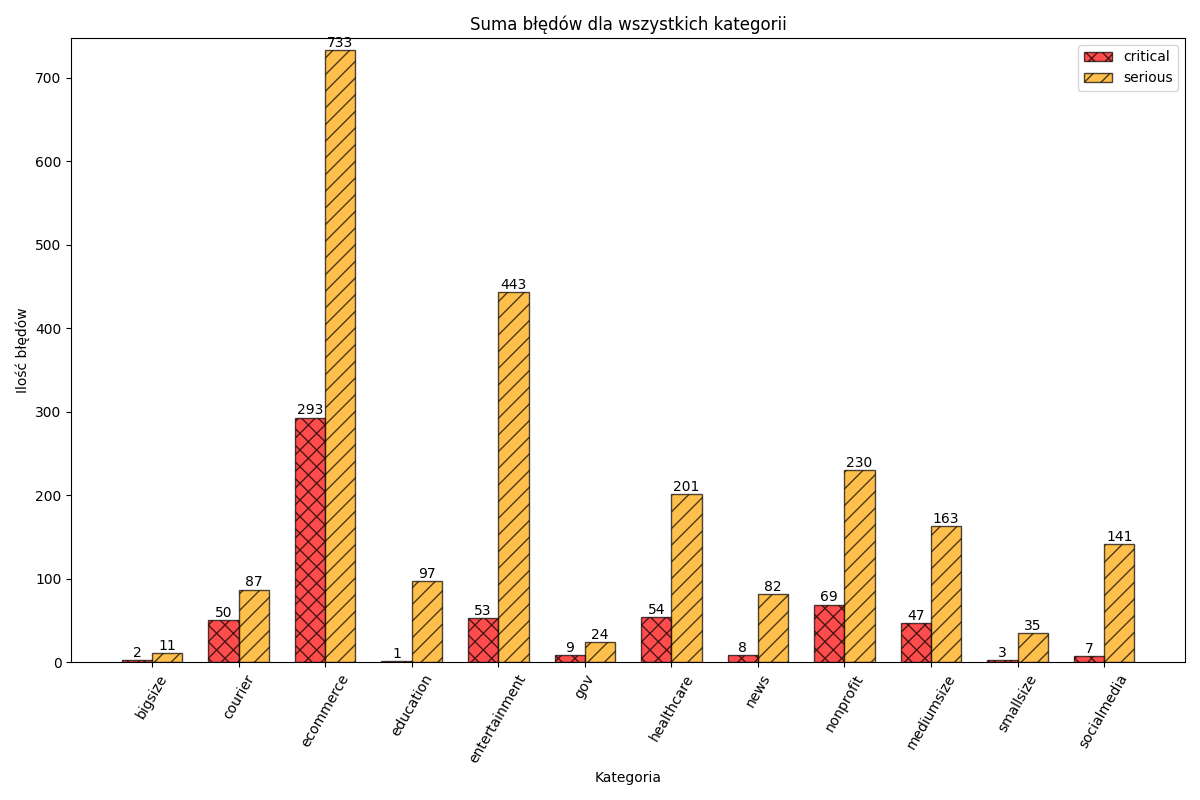 Suma błędów dla wszystkich kategorii
critical
serious
Ilość błędów
700
600
500
400
300
200
100
0
2
11
50
87
293
733
1
97
53
443
9
24
54
201
8
82
69
230
47
163
3
35
7
141
bigsize
courier
ecommerce
education
entertainment
gov
healthcare
news
nonprofit
mediumsize
smallsize
socialmedia
Kategoria